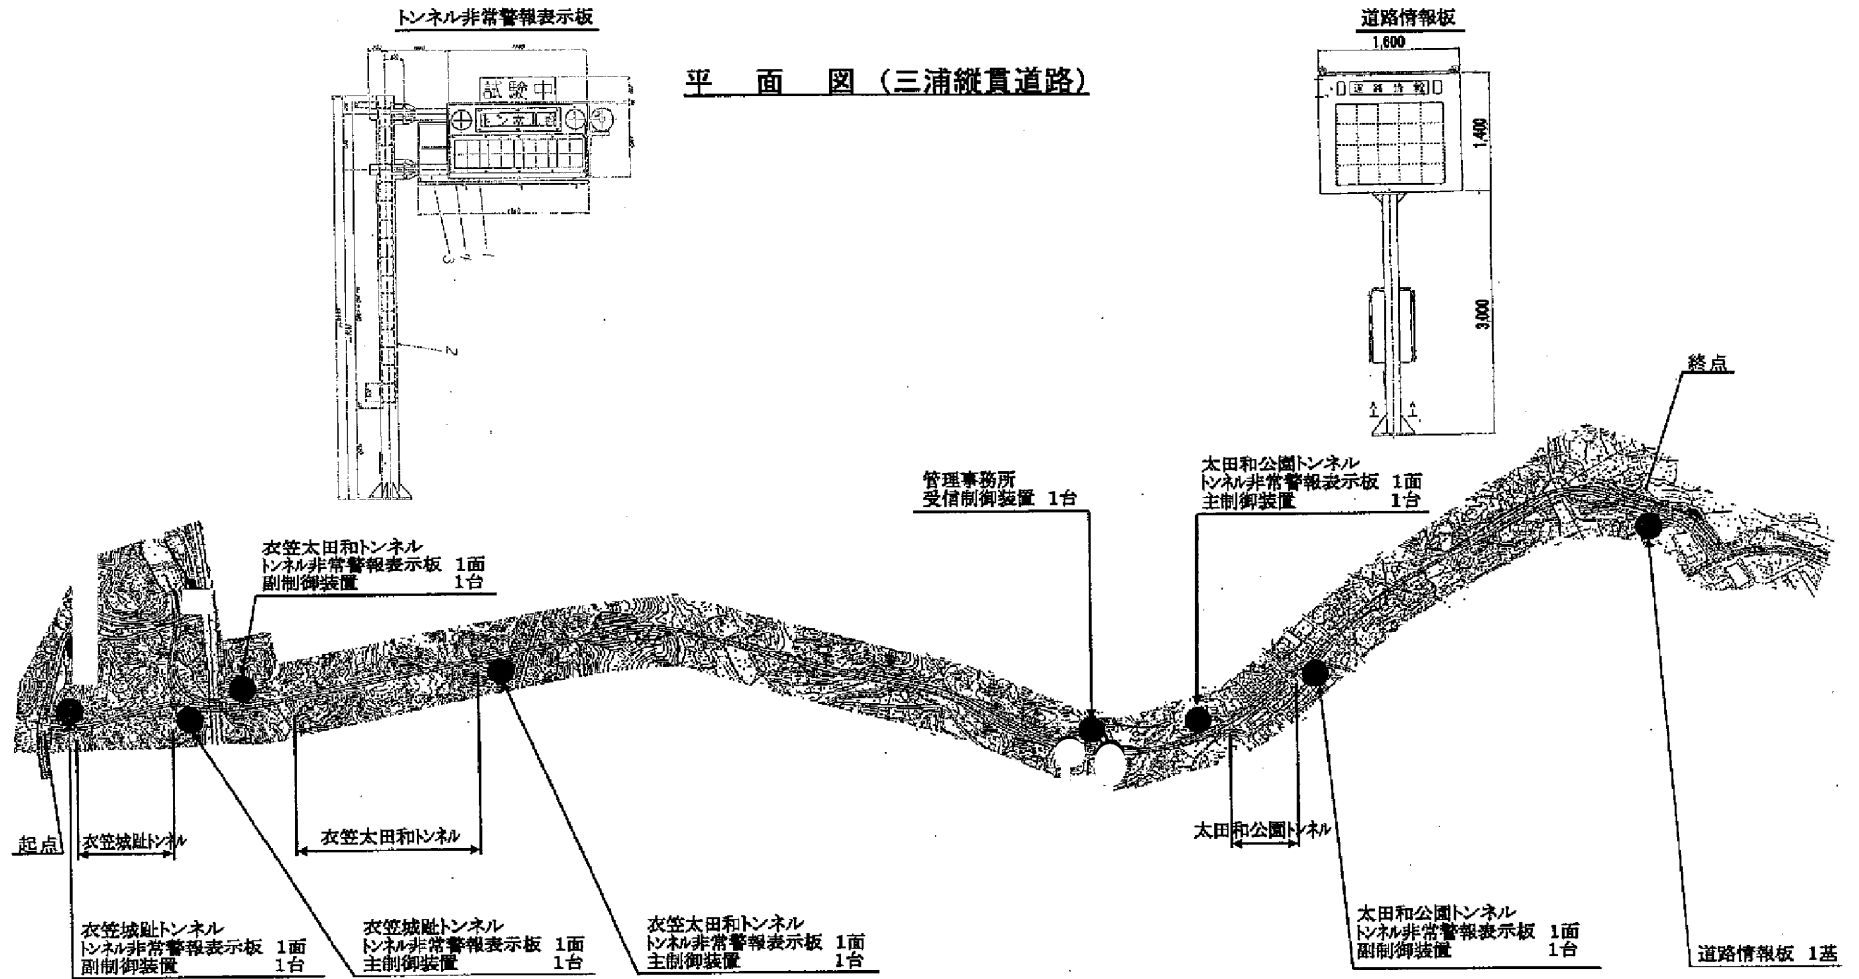 トンネル非常警報表示板
道路情報板
平　面　図（三浦縦貫道路）
1,600
試験中
道路情報
1,400
3,000
3 4 1
2
終点
管理事務所
受信制御装置 1台
太田和公園トンネル
トンネル非常警報表示板 1面
主制御装置 1台
衣笠太田和トンネル
トンネル非常警報表示板 1面
副制御装置 1台
起点
衣笠城趾トンネル
衣笠太田和トンネル
太田和公園トンネル
衣笠城趾トンネル
トンネル非常警報表示板 1面
副制御装置 1台
衣笠城趾トンネル
トンネル非常警報表示板 1面
主制御装置 1台
衣笠太田和トンネル
トンネル非常警報表示板 1面
主制御装置 1台
太田和公園トンネル
トンネル非常警報表示板 1面
副制御装置 1台
道路情報板 1基